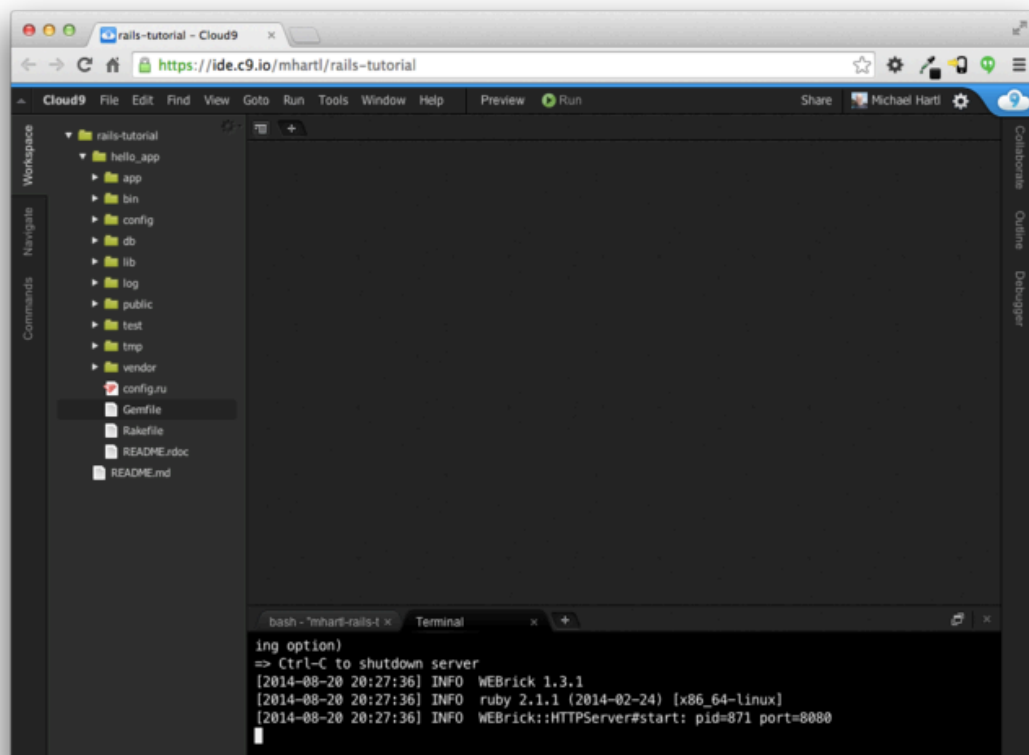 rails-tutorial - Cloud9
https://ide.c9.io/mhartl/rails-tutorial
Cloud9 File Edit Find View Goto Run Tools Window Help Preview Run Share Michael Hartl
Workspace
Navigate
Commands
rails-tutorial
hello_app
app
bin
config
db
lib
log
public
test
tmp
vendor
config.ru
Gemfile
Rakefile
README.rdoc
README.md
Collaborate
Outline
Debugger
bash - "mhartl-rails-t Terminal
ing option)
=> Ctrl-C to shutdown server
[2014-08-20 20:27:36] INFO  WEBrick 1.3.1
[2014-08-20 20:27:36] INFO  ruby 2.1.1 (2014-02-24) [x86_64-linux]
[2014-08-20 20:27:36] INFO  WEBrick::HTTPServer#start: pid=871 port=8080